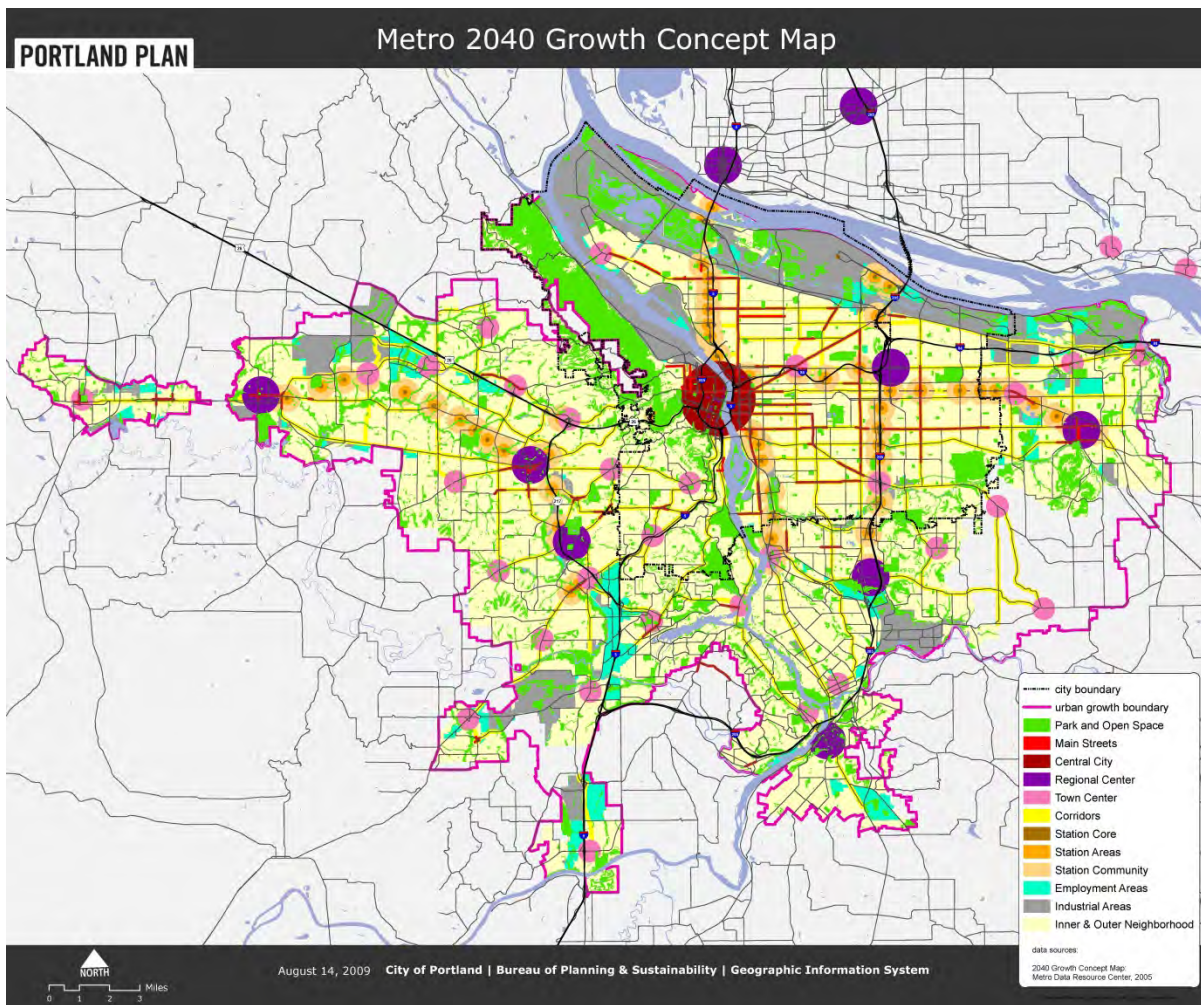 Metro 2040 Growth Concept Map
PORTLAND PLAN
city boundary
urban growth boundary
Park and Open Space
Main Streets
Central City
Regional Center
Town Center
Corridors
Station Core
Station Areas
Station Community
Employment Areas
Industrial Areas
Inner & Outer Neighborhood
data sources:
2040 Growth Concept Map:
Metro Data Resource Center, 2005
NORTH
0 1 2 3 Miles
August 14, 2009 City of Portland | Bureau of Planning & Sustainability | Geographic Information System